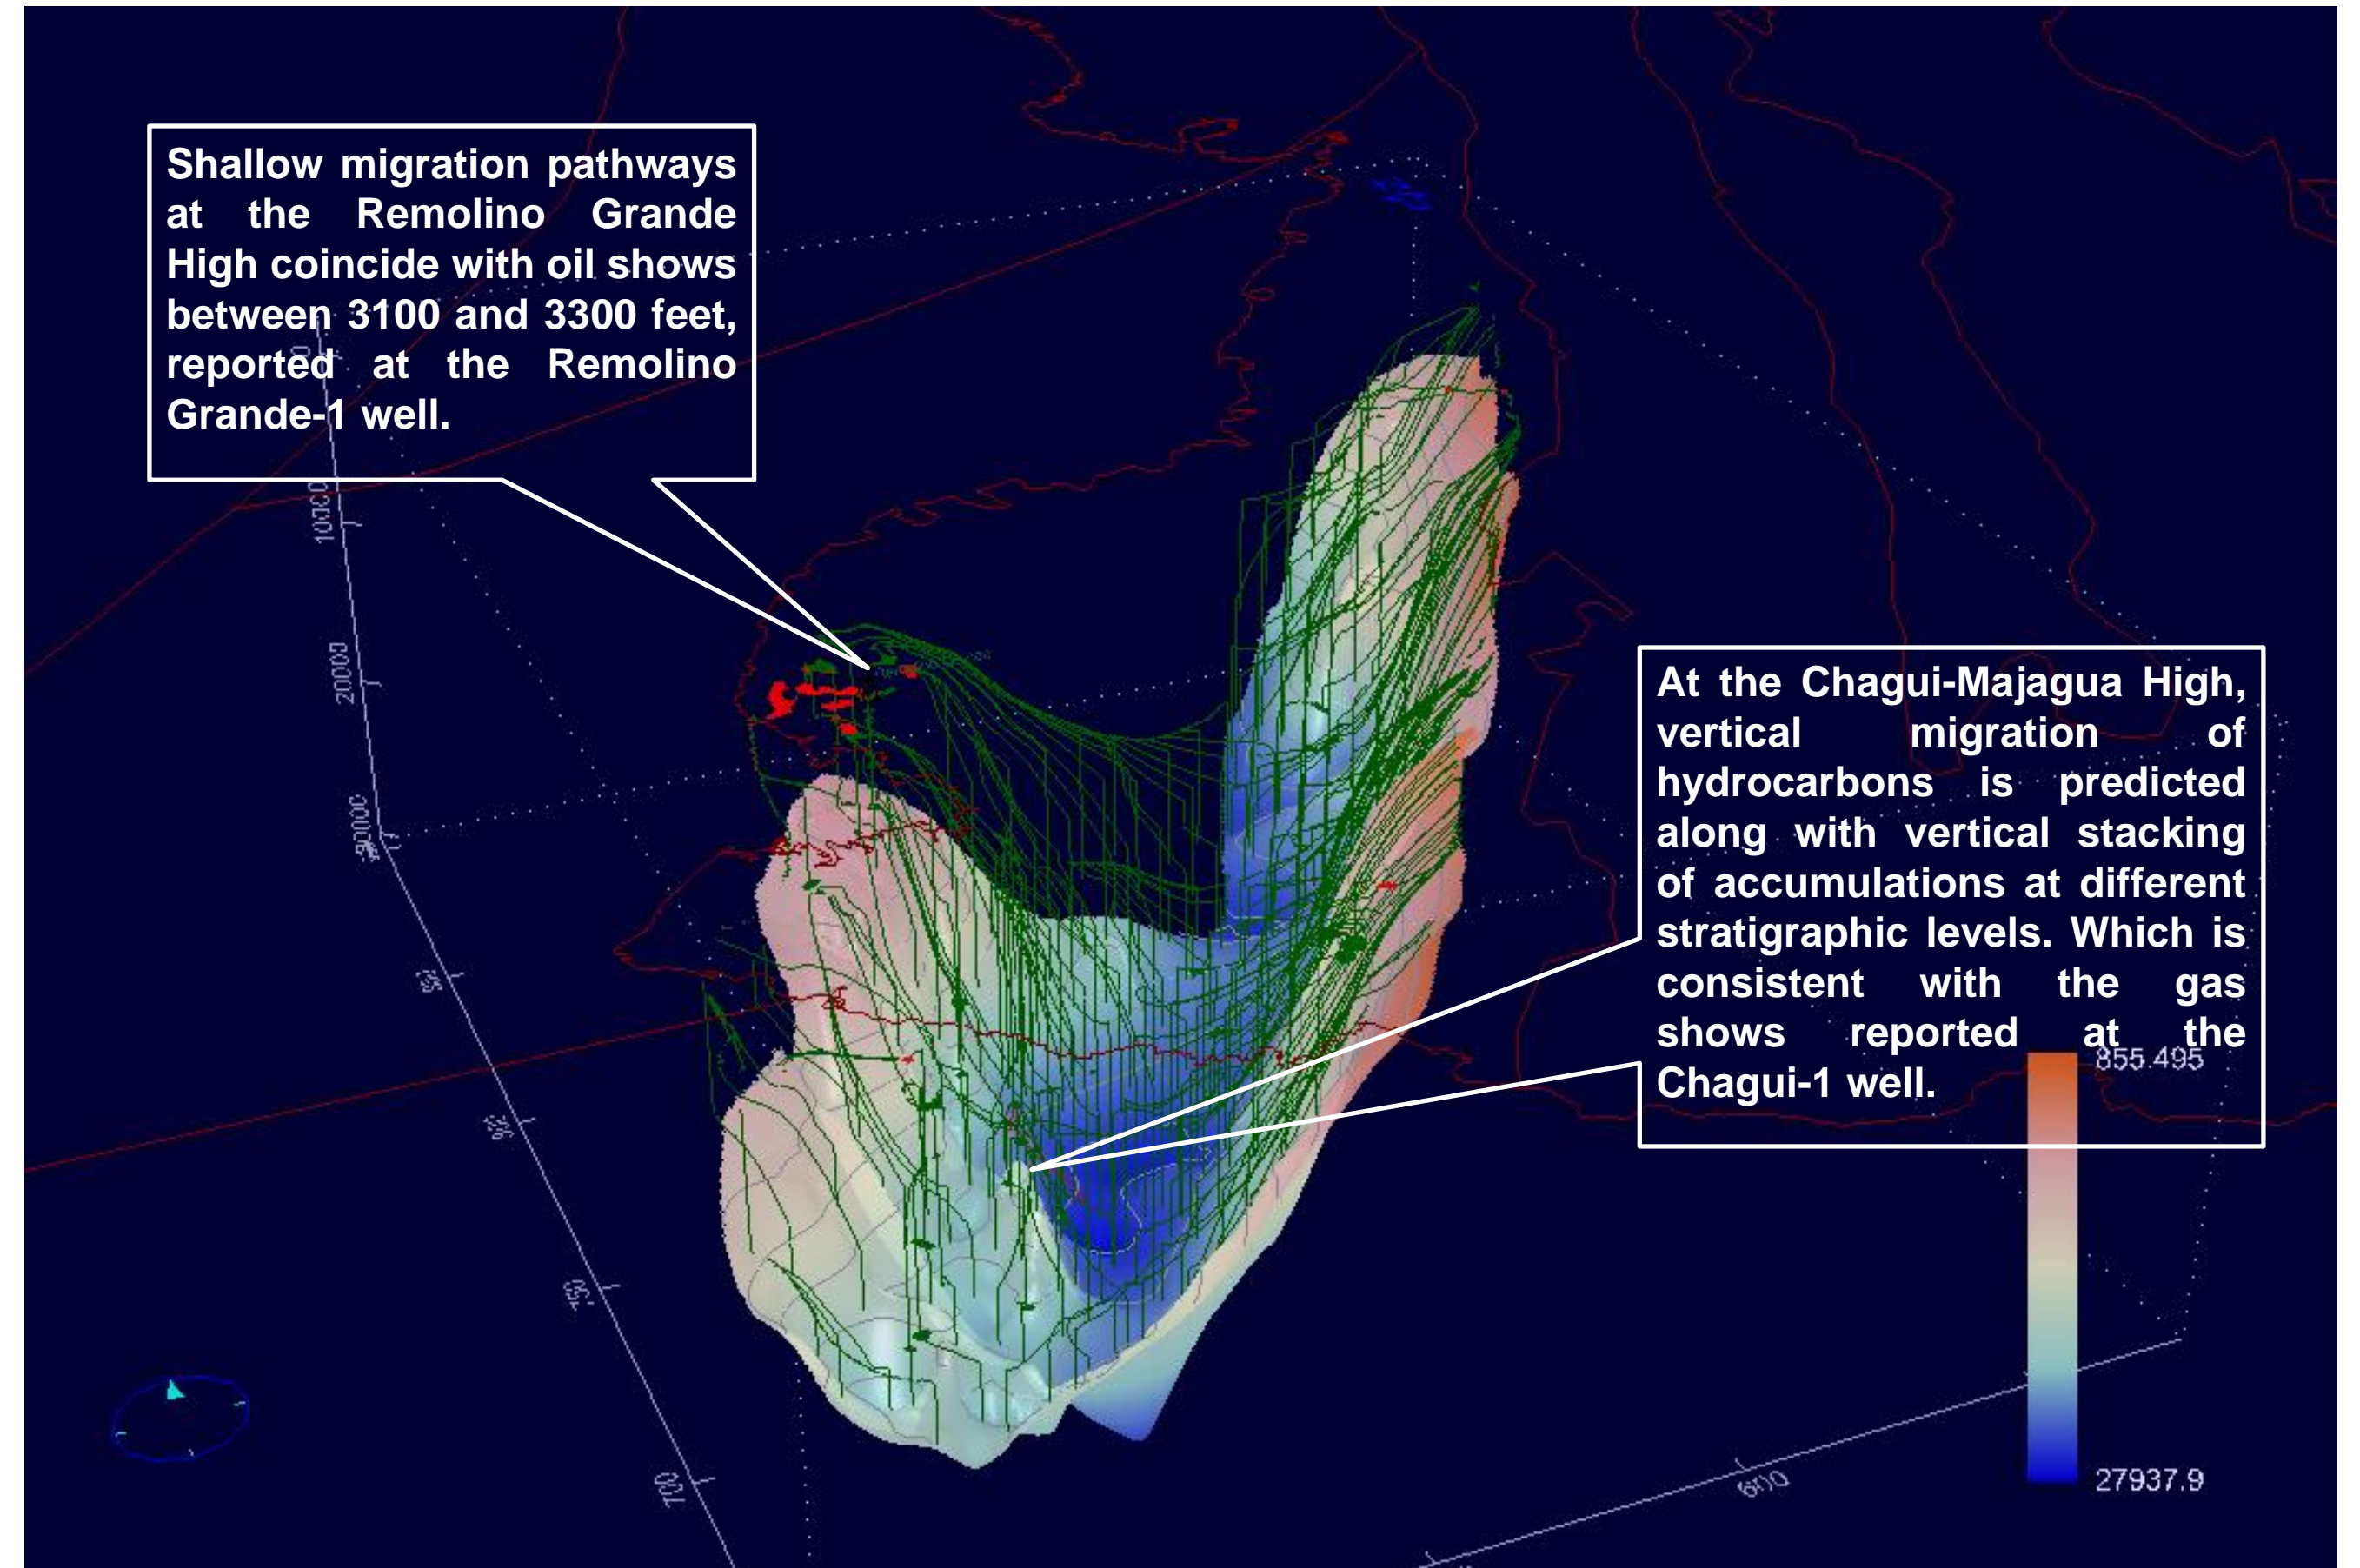 Shallow migration pathways
at the Remolino Grande
High coincide with oil shows
between 3100 and 3300 feet,
reported at the Remolino
Grande-1 well.
0
10000
20000
30000
At the Chagui-Majagua High,
vertical migration of
hydrocarbons is predicted
along with vertical stacking
of accumulations at different
stratigraphic levels. Which is
consistent with the gas
shows reported at the
Chagui-1 well.
855.495
27937.9
750
700